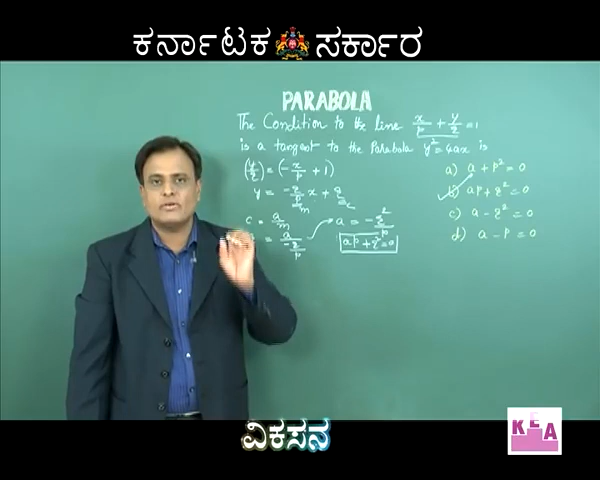 ಕರ್ನಾಟಕ ಸರ್ಕಾರ
PARABOLA
The Condition to the line x/p + y/q = 1
is a tangent to the Parabola y² = 4ax is
(y/q) = (-x/p + 1)
y = -q/p x + q
m c
c = a/m
= a/(-q/p)
a = -q²/p
ap + q² = 0
a) a + p² = 0
b) ap + q² = 0
c) a - q² = 0
d) a - p = 0
ವಿಕಸನ
KEA